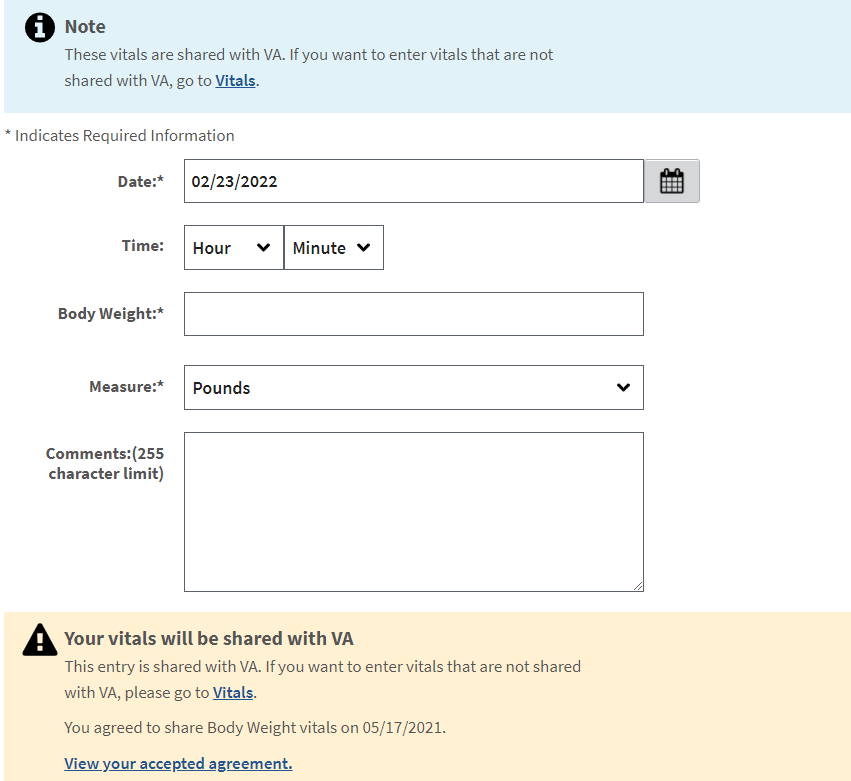 Note
These vitals are shared with VA. If you want to enter vitals that are not
shared with VA, go to Vitals.
* Indicates Required Information
Date:* 02/23/2022
Time: Hour Minute
Body Weight:*
Measure:* Pounds
Comments:(255
character limit)
Your vitals will be shared with VA
This entry is shared with VA. If you want to enter vitals that are not shared
with VA, please go to Vitals.
You agreed to share Body Weight vitals on 05/17/2021.
View your accepted agreement.